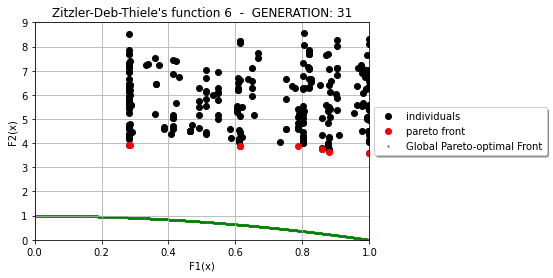 Zitzler-Deb-Thiele's function 6 - GENERATION: 31
9
8
7
6
5
4
3
2
1
0
F2(x)
0.0 0.2 0.4 0.6 0.8 1.0
F1(x)
individuals
pareto front
Global Pareto-optimal Front